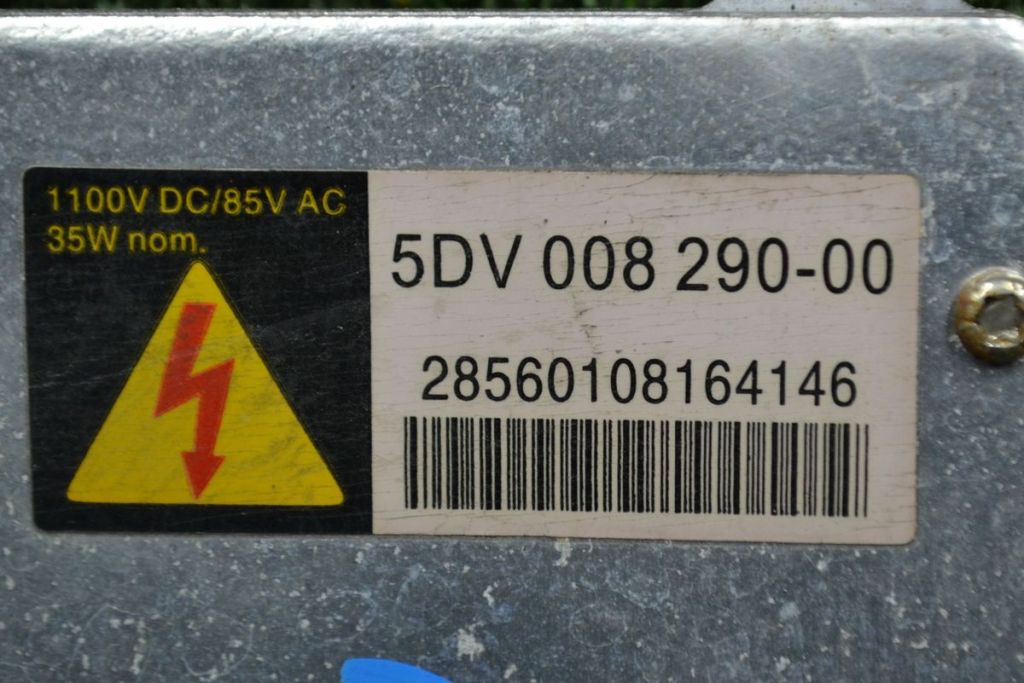 1100V DC/85V AC
35W nom.
5DV 008 290-00
28560108164146